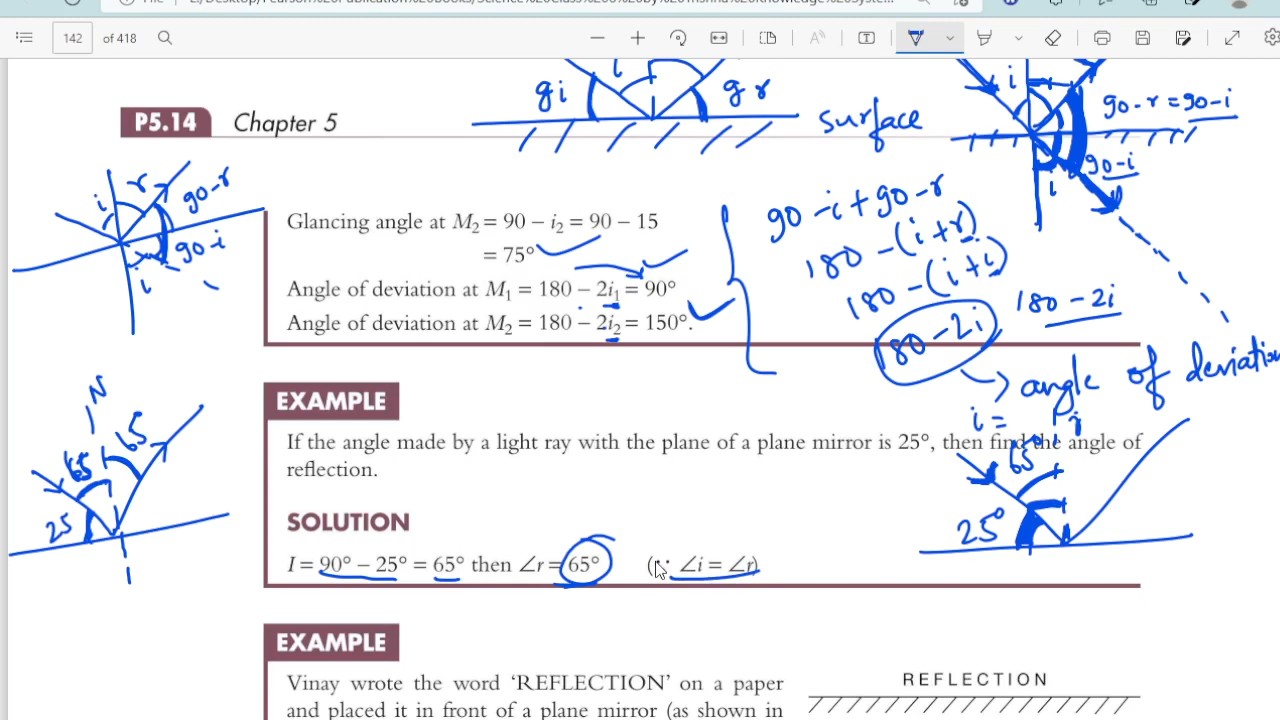 142 of 418
i
i
gi
gr
surface
90-r = 90-i
90-i
i
P5.14 Chapter 5
i r 90-r
90-i
i
Glancing angle at M₂ = 90 − i₂ = 90 − 15
= 75°
Angle of deviation at M₁ = 180 − 2i₁ = 90°
Angle of deviation at M₂ = 180 − 2i₂ = 150°.
90-i+90-r
180-(i+r)
180-(i+i)
180-2i
180-2i
angle of deviation
i =
N
65 65
25
EXAMPLE
If the angle made by a light ray with the plane of a plane mirror is 25°, then find the angle of
reflection.
65°
25°
SOLUTION
I = 90° − 25° = 65° then ∠r = 65° (∵ ∠i = ∠r)
EXAMPLE
Vinay wrote the word ‘REFLECTION’ on a paper
and placed it in front of a plane mirror (as shown in
REFLECTION